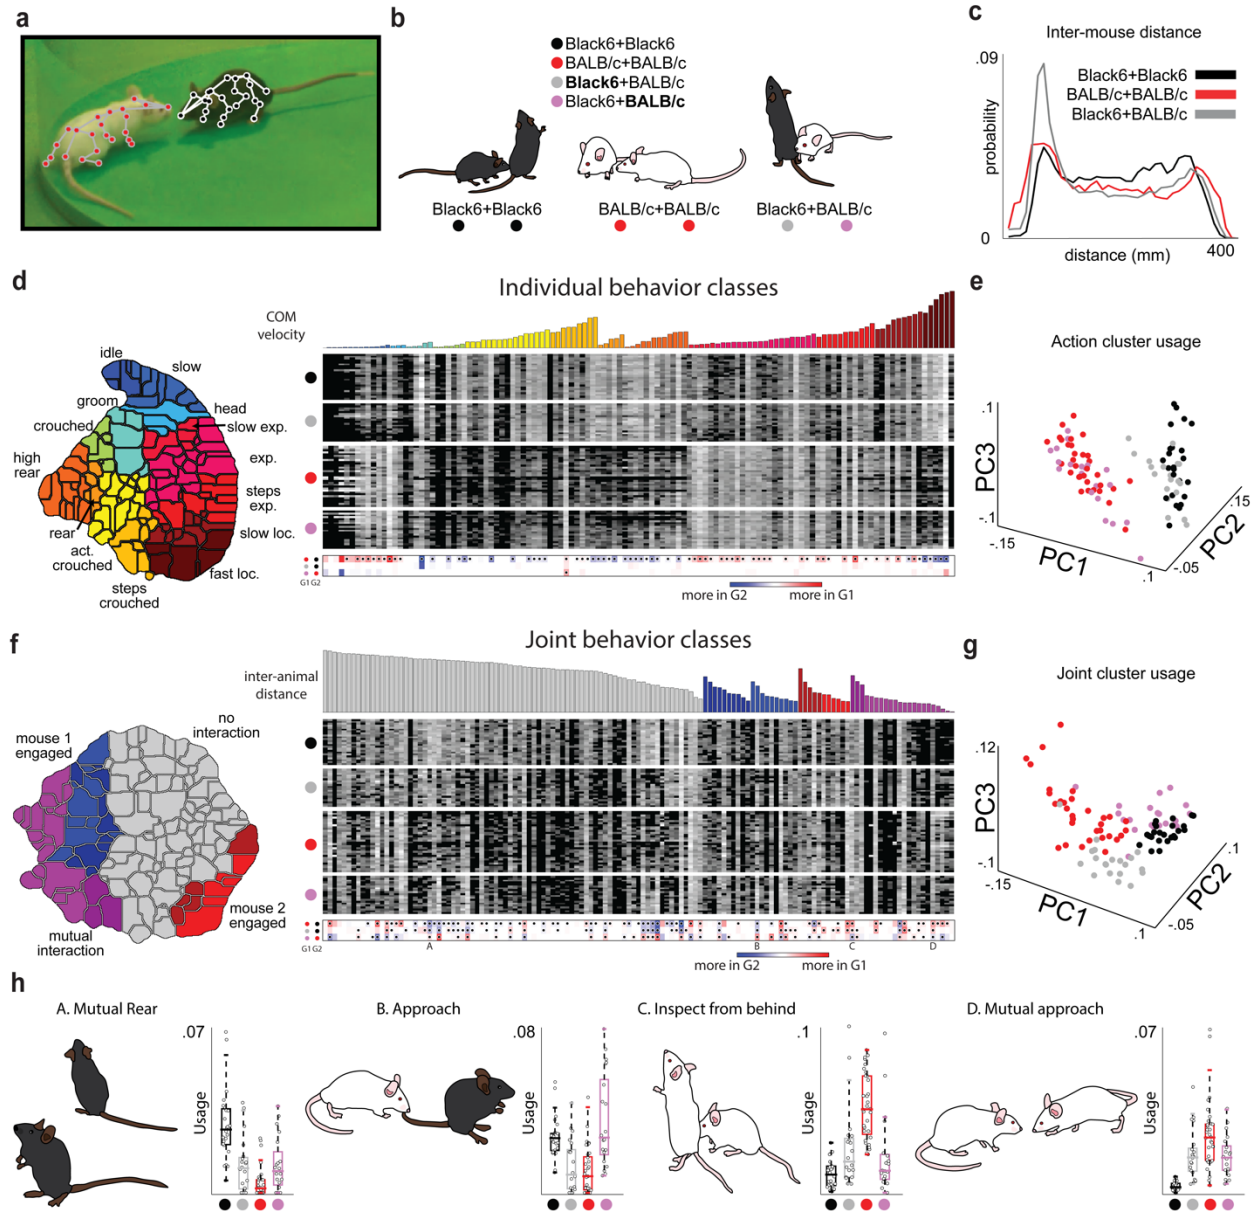 a
b
Black6+Black6
BALB/c+BALB/c
Black6+BALB/c
Black6+BALB/c
Black6+Black6
BALB/c+BALB/c
Black6+BALB/c
c
Inter-mouse distance
.09
Black6+Black6
BALB/c+BALB/c
Black6+BALB/c
probability
0
distance (mm)
400
d
Individual behavior classes
COM
velocity
idle
slow
groom
head
crouched
slow exp.
high
rear
exp.
steps
exp.
rear
slow loc.
act.
crouched
fast loc.
steps
crouched
G1 G2
more in G2
more in G1
e
Action cluster usage
.1
PC3
-.1
-.15
PC1
.1
-.05
PC2
.15
f
Joint behavior classes
inter-animal
distance
no
interaction
mouse 1
engaged
mouse 2
engaged
mutual
interaction
G1 G2
A
B
C
D
more in G2
more in G1
g
Joint cluster usage
.12
PC3
-.1
-.15
PC1
.1
-.05
PC2
.1
h
A. Mutual Rear
.07
Usage
B. Approach
.08
Usage
C. Inspect from behind
.1
Usage
D. Mutual approach
.07
Usage